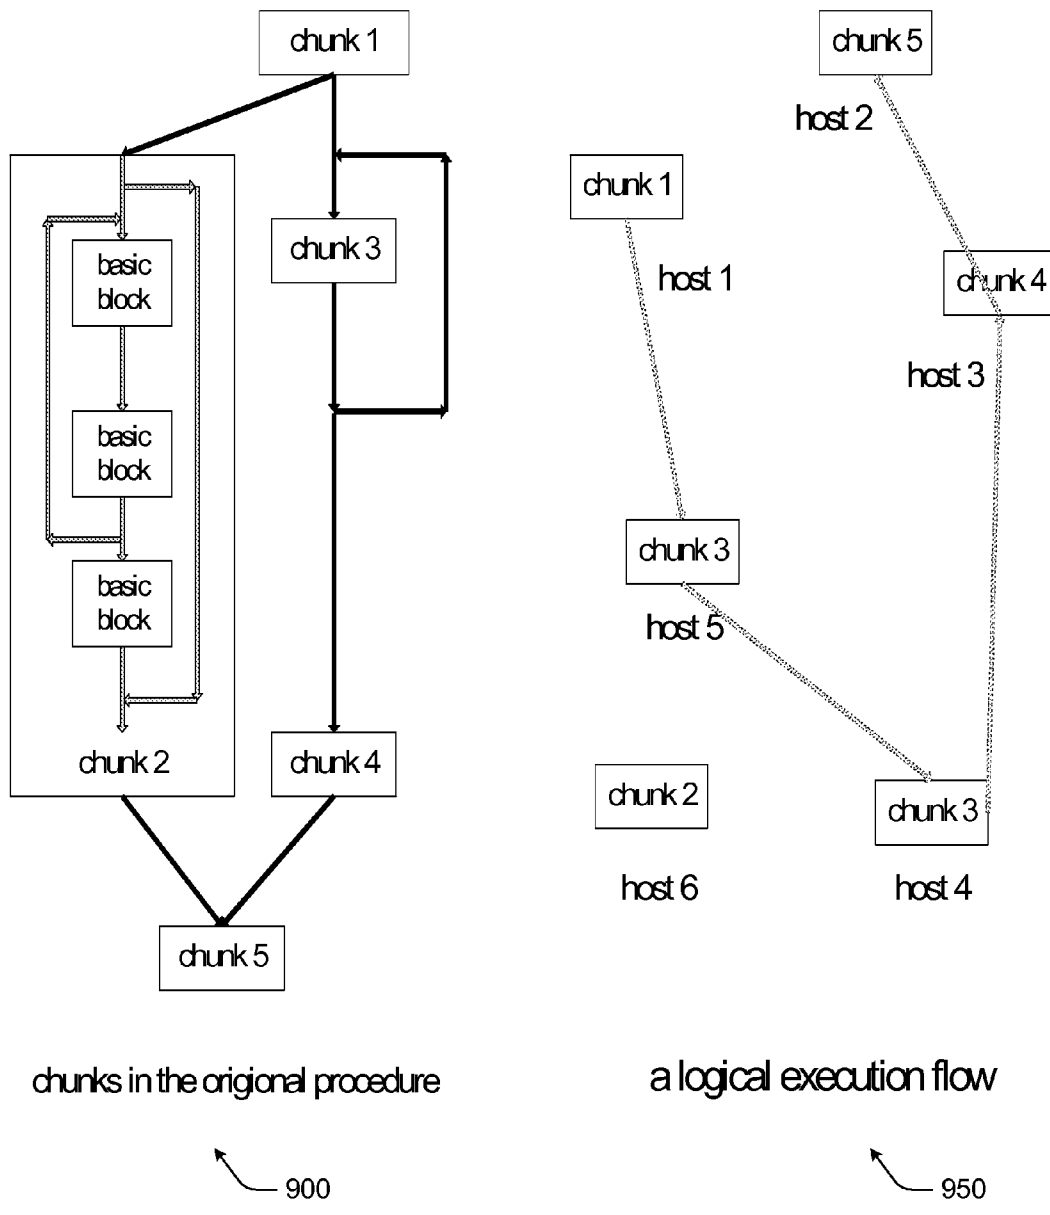 chunk 1
basic
block
basic
block
basic
block
chunk 2
chunk 3
chunk 4
chunk 5
chunks in the origional procedure
900
chunk 5
host 2
chunk 1
host 1
chunk 4
host 3
chunk 3
host 5
chunk 2
host 6
chunk 3
host 4
a logical execution flow
950